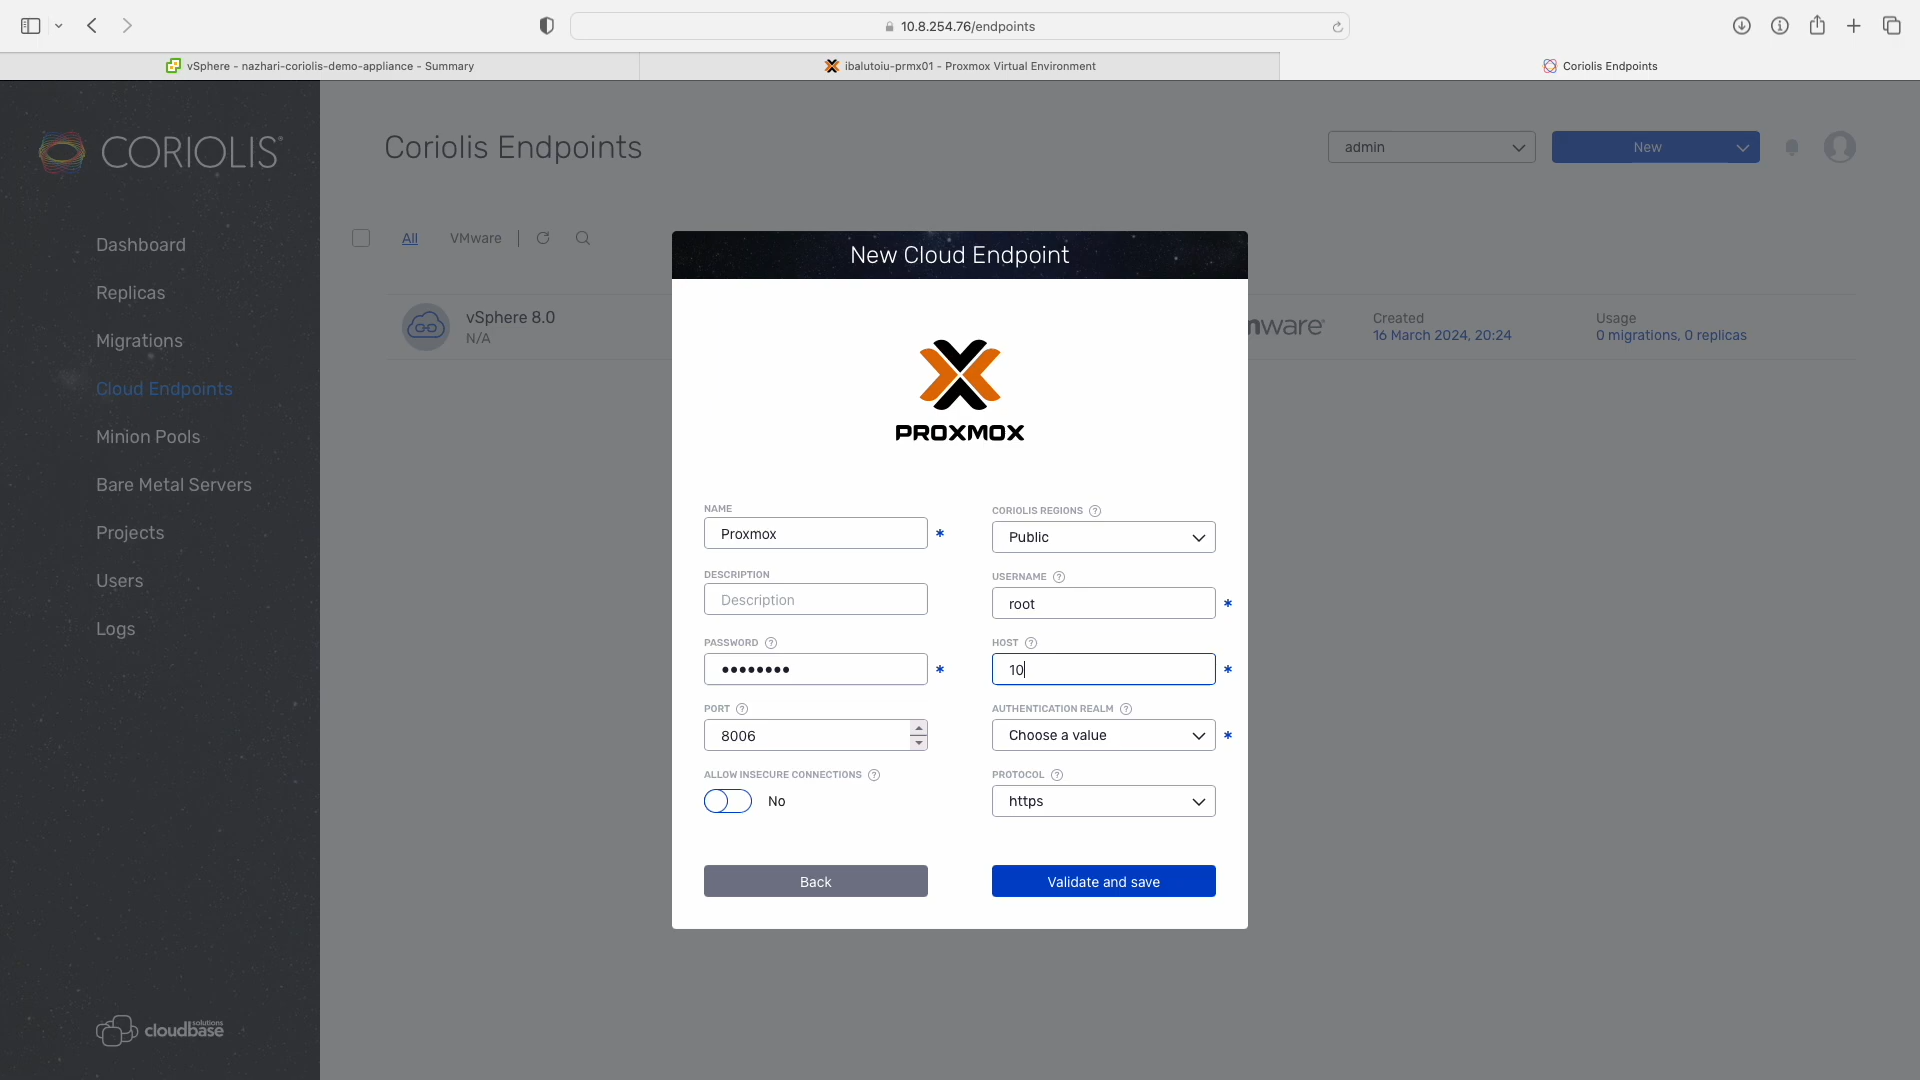 10.8.254.76/endpoints
vSphere - nazhari-coriolis-demo-appliance - Summary
ibalutoiu-prmx01 - Proxmox Virtual Environment
Coriolis Endpoints
CORIOLIS®
Coriolis Endpoints
admin
New
Dashboard
Replicas
Migrations
Cloud Endpoints
Minion Pools
Bare Metal Servers
Projects
Users
Logs
cloudbase solutions
All
VMware
vSphere 8.0
N/A
mware®
Created
16 March 2024, 20:24
Usage
0 migrations, 0 replicas
New Cloud Endpoint
PROXMOX
NAME
Proxmox
*
CORIOLIS REGIONS ?
Public
DESCRIPTION
Description
USERNAME ?
root
*
PASSWORD ?
••••••••
*
HOST ?
10
*
PORT ?
8006
AUTHENTICATION REALM ?
Choose a value
*
ALLOW INSECURE CONNECTIONS ?
No
PROTOCOL ?
https
Back
Validate and save